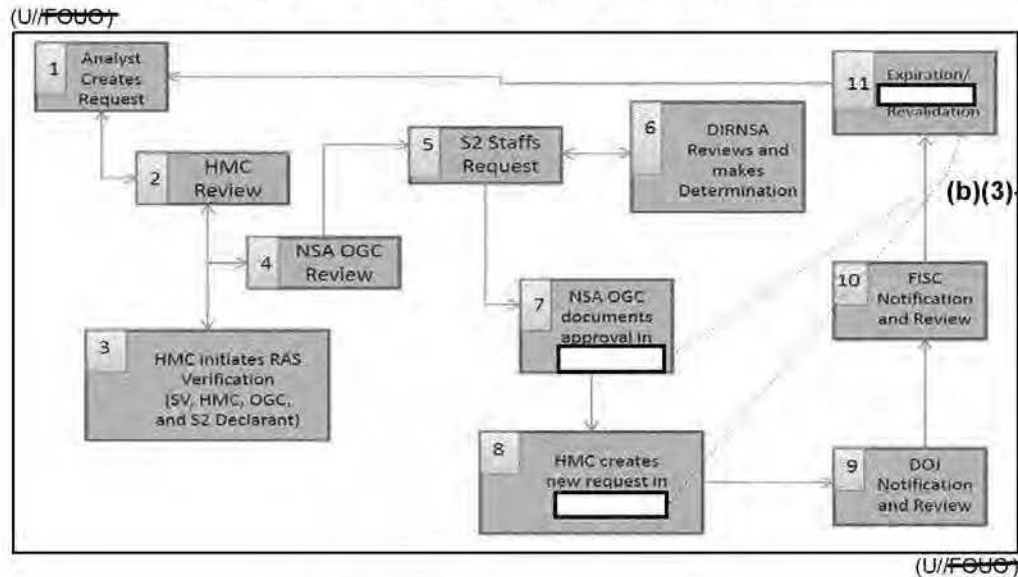 (U//FOUO)
1
Analyst
Creates
Request
2
HMC
Review
3
HMC initiates RAS
Verification
(SV, HMC, OGC,
and S2 Declarant)
4
NSA OGC
Review
5
S2 Staffs
Request
6
DIRNSA
Reviews and
makes
Determination
7
NSA OGC
documents
approval in
8
HMC creates
new request in
9
DOJ
Notification
and Review
10
FISC
Notification
and Review
11
Expiration/
Revalidation
(b)(3)-
(U//FOUO)